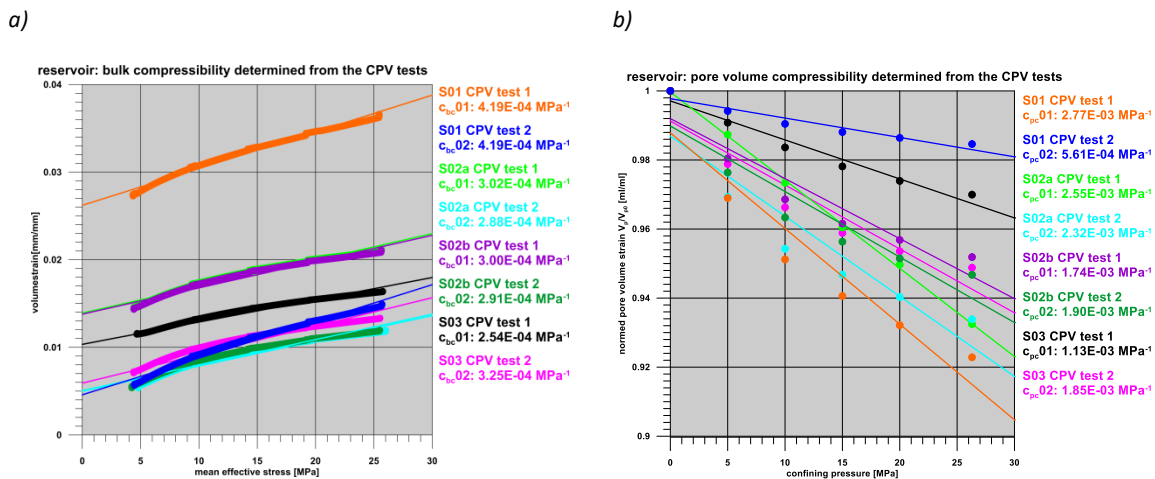 a)
reservoir: bulk compressibility determined from the CPV tests
0.04
0.03
0.02
0.01
0
volumestrain[mm/mm]
0 5 10 15 20 25 30
mean effective stress [MPa]
S01 CPV test 1
cbc01: 4.19E-04 MPa⁻¹
S01 CPV test 2
cbc02: 4.19E-04 MPa⁻¹
S02a CPV test 1
cbc01: 3.02E-04 MPa⁻¹
S02a CPV test 2
cbc02: 2.88E-04 MPa⁻¹
S02b CPV test 1
cbc01: 3.00E-04 MPa⁻¹
S02b CPV test 2
cbc02: 2.91E-04 MPa⁻¹
S03 CPV test 1
cbc01: 2.54E-04 MPa⁻¹
S03 CPV test 2
cbc02: 3.25E-04 MPa⁻¹
b)
reservoir: pore volume compressibility determined from the CPV tests
1
0.98
0.96
0.94
0.92
0.9
normed pore volume strain Vp/Vp0 [ml/ml]
0 5 10 15 20 25 30
confining pressure [MPa]
S01 CPV test 1
cpc01: 2.77E-03 MPa⁻¹
S01 CPV test 2
cpc02: 5.61E-04 MPa⁻¹
S02a CPV test 1
cpc01: 2.55E-03 MPa⁻¹
S02a CPV test 2
cpc02: 2.32E-03 MPa⁻¹
S02b CPV test 1
cpc01: 1.74E-03 MPa⁻¹
S02b CPV test 2
cpc02: 1.90E-03 MPa⁻¹
S03 CPV test 1
cpc01: 1.13E-03 MPa⁻¹
S03 CPV test 2
cpc02: 1.85E-03 MPa⁻¹